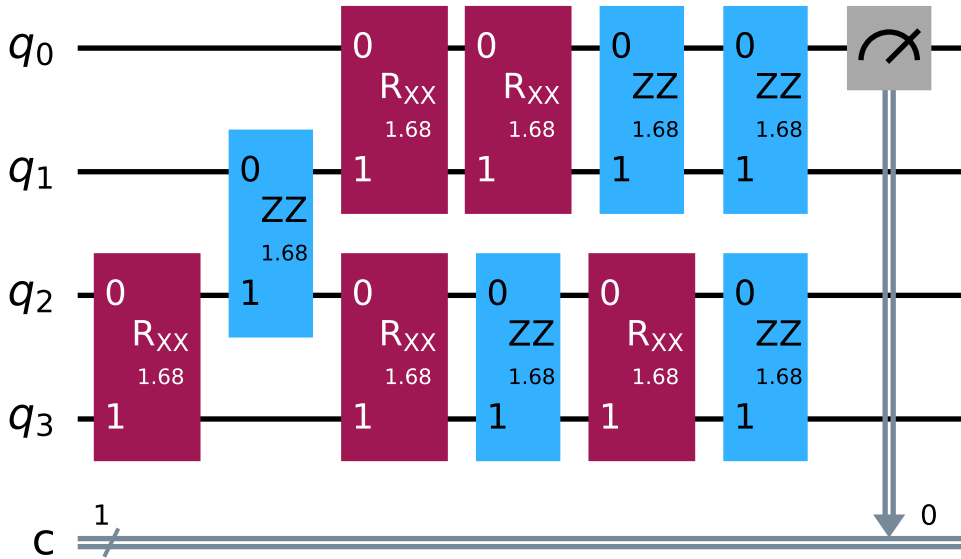 q0 0 0 0 0
RXX RXX ZZ ZZ
1.68 1.68 1.68 1.68
q1 0 1 1 1 1
ZZ
1.68
q2 0 1 0 0 0 0
RXX RXX ZZ RXX ZZ
1.68 1.68 1.68 1.68 1.68
q3 1 1 1 1 1
1 0
c